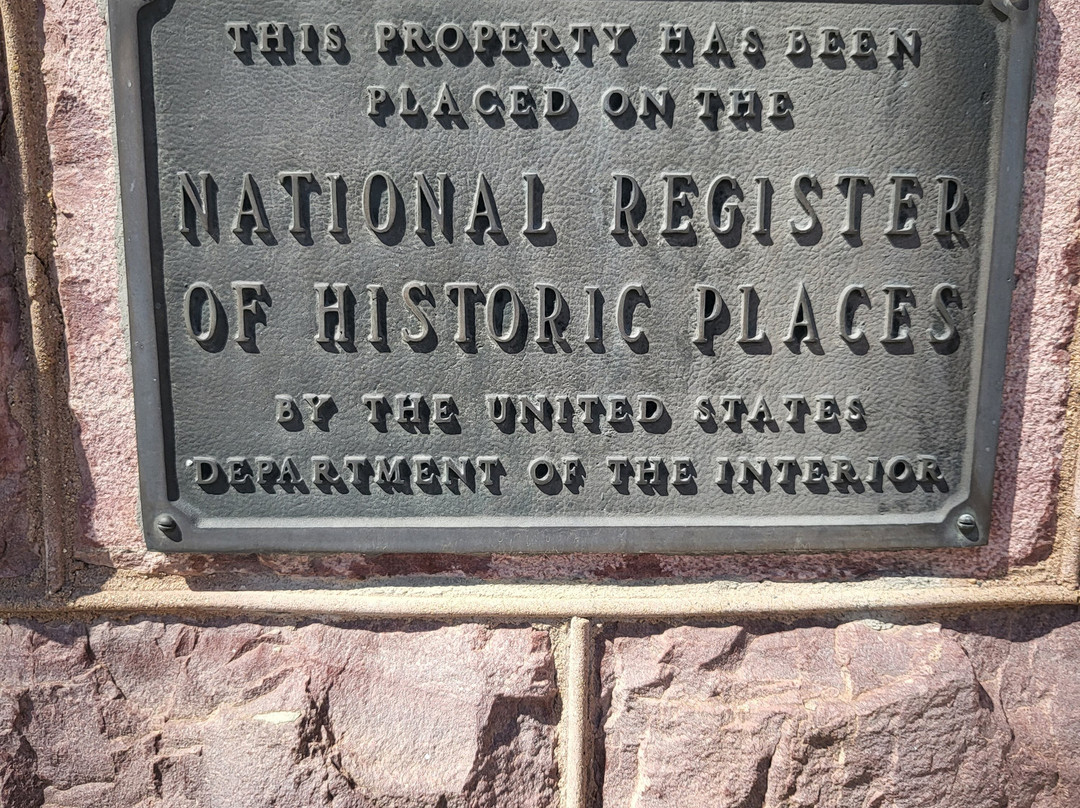 THIS PROPERTY HAS BEEN
PLACED ON THE
NATIONAL REGISTER
OF HISTORIC PLACES
BY THE UNITED STATES
DEPARTMENT OF THE INTERIOR